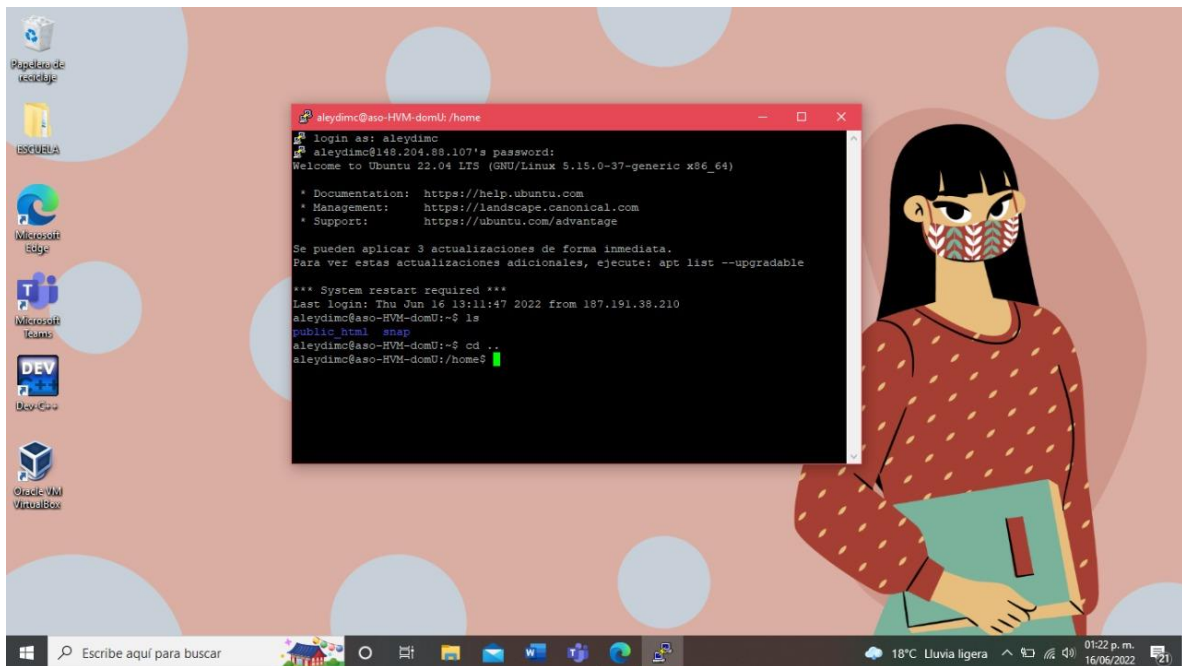 Papelera de
reciclaje
ESCUELA
Microsoft
Edge
Microsoft
Teams
DEV
C++
Dev-C++
Oracle VM
VirtualBox
aleydimc@aso-HVM-domU: /home
login as: aleydimc
aleydimc@148.204.88.107's password:
Welcome to Ubuntu 22.04 LTS (GNU/Linux 5.15.0-37-generic x86_64)
* Documentation:  https://help.ubuntu.com
* Management:     https://landscape.canonical.com
* Support:        https://ubuntu.com/advantage
Se pueden aplicar 3 actualizaciones de forma inmediata.
Para ver estas actualizaciones adicionales, ejecute: apt list --upgradable
*** System restart required ***
Last login: Thu Jun 16 13:11:47 2022 from 187.191.38.210
aleydimc@aso-HVM-domU:~$ ls
public_html  snap
aleydimc@aso-HVM-domU:~$ cd ..
aleydimc@aso-HVM-domU:/home$
Escribe aquí para buscar
18°C Lluvia ligera
01:22 p. m.
16/06/2022
21